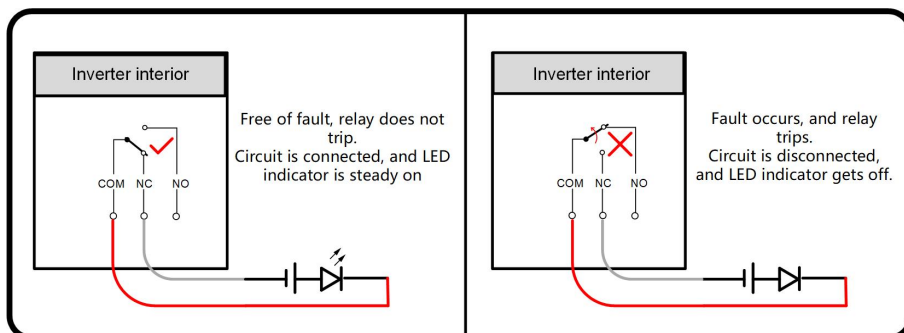 Inverter interior
Free of fault, relay does not
trip.
Circuit is connected, and LED
indicator is steady on
COM NC NO
Inverter interior
Fault occurs, and relay
trips.
Circuit is disconnected,
and LED indicator gets off.
COM NC NO